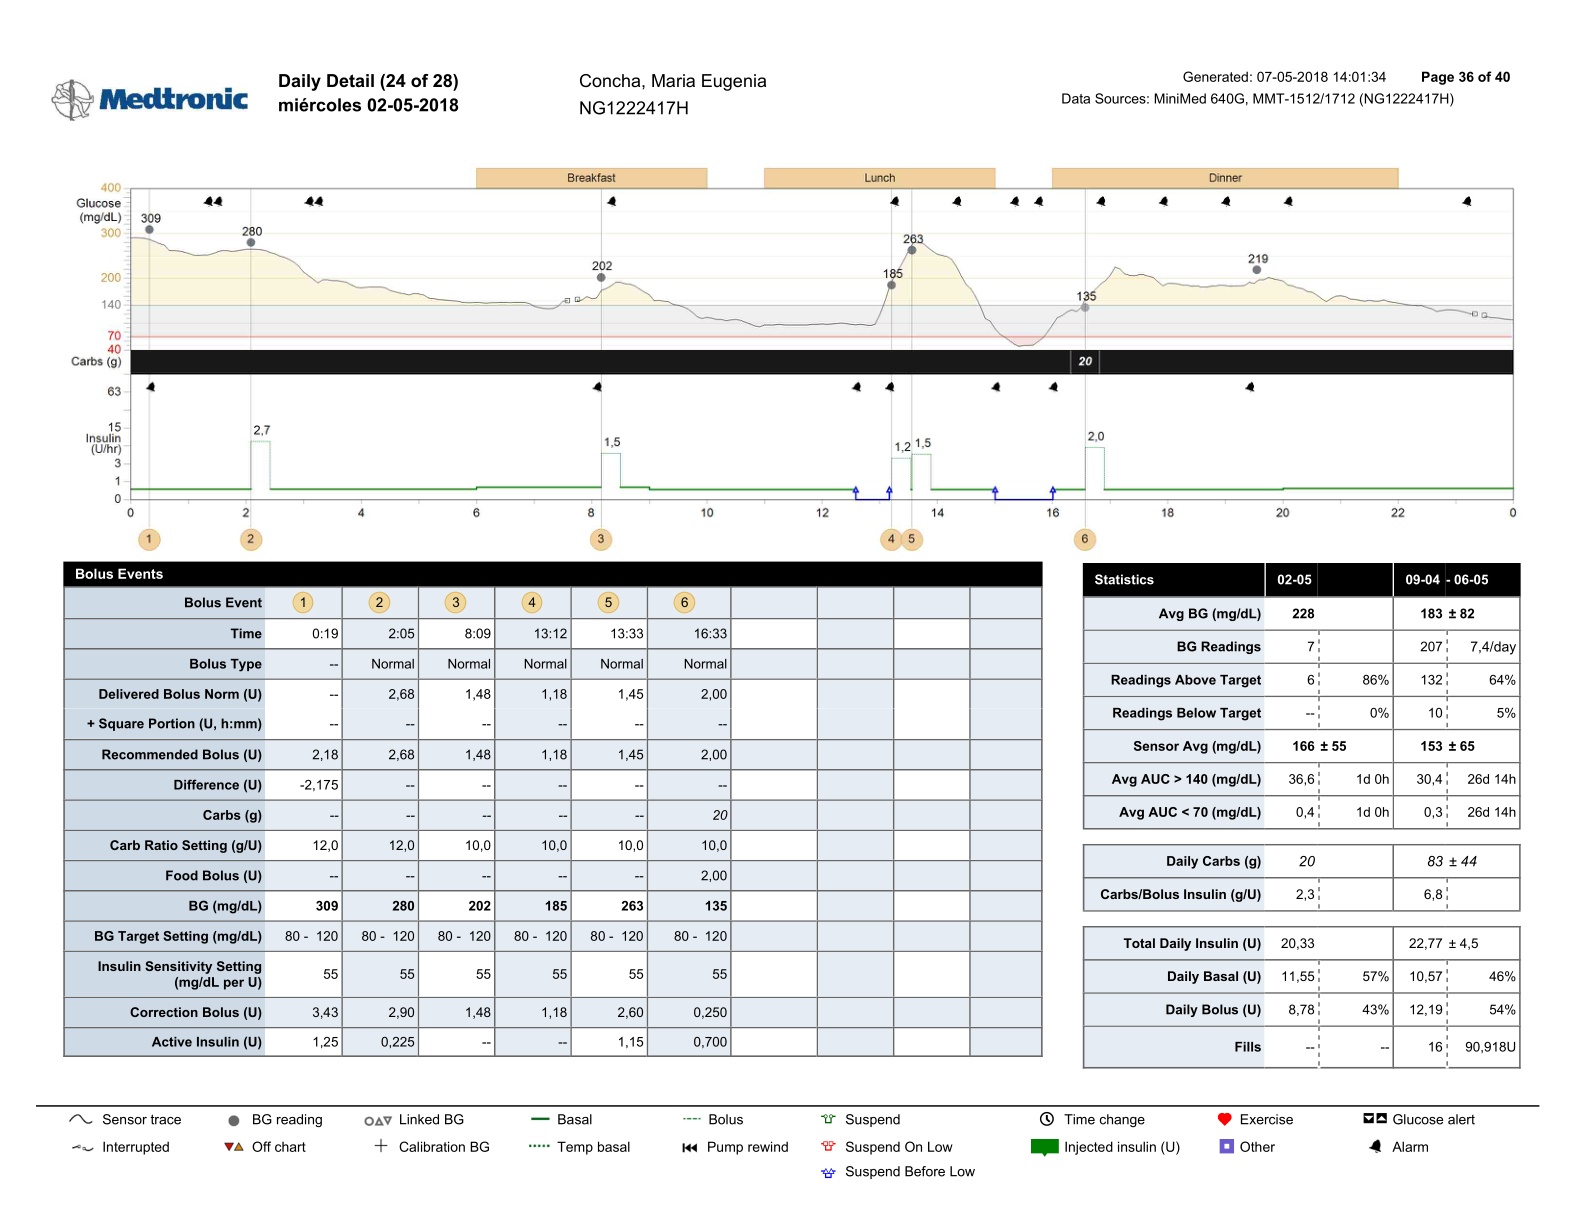 Medtronic
Daily Detail (24 of 28)
miércoles 02-05-2018
Concha, Maria Eugenia
NG1222417H
Generated: 07-05-2018 14:01:34 Page 36 of 40
Data Sources: MiniMed 640G, MMT-1512/1712 (NG1222417H)
Breakfast Lunch Dinner
400
Glucose
(mg/dL)
300
200
140
70
40
309 280 202 185 263 135 219
Carbs (g) 20
63
15
Insulin
(U/hr)
3
1
0
2,7 1,5 1,2 1,5 2,0
0 2 4 6 8 10 12 14 16 18 20 22 0
1 2 3 4 5 6
Bolus Events
Bolus Event 1 2 3 4 5 6
Time 0:19 2:05 8:09 13:12 13:33 16:33
Bolus Type -- Normal Normal Normal Normal Normal
Delivered Bolus Norm (U) -- 2,68 1,48 1,18 1,45 2,00
+ Square Portion (U, h:mm) -- -- -- -- -- --
Recommended Bolus (U) 2,18 2,68 1,48 1,18 1,45 2,00
Difference (U) -2,175 -- -- -- -- --
Carbs (g) -- -- -- -- -- 20
Carb Ratio Setting (g/U) 12,0 12,0 10,0 10,0 10,0 10,0
Food Bolus (U) -- -- -- -- -- 2,00
BG (mg/dL) 309 280 202 185 263 135
BG Target Setting (mg/dL) 80 - 120 80 - 120 80 - 120 80 - 120 80 - 120 80 - 120
Insulin Sensitivity Setting
(mg/dL per U) 55 55 55 55 55 55
Correction Bolus (U) 3,43 2,90 1,48 1,18 2,60 0,250
Active Insulin (U) 1,25 0,225 -- -- 1,15 0,700
Statistics 02-05 09-04 - 06-05
Avg BG (mg/dL) 228 183 ± 82
BG Readings 7 207 7,4/day
Readings Above Target 6 86% 132 64%
Readings Below Target -- 0% 10 5%
Sensor Avg (mg/dL) 166 ± 55 153 ± 65
Avg AUC > 140 (mg/dL) 36,6 1d 0h 30,4 26d 14h
Avg AUC < 70 (mg/dL) 0,4 1d 0h 0,3 26d 14h
Daily Carbs (g) 20 83 ± 44
Carbs/Bolus Insulin (g/U) 2,3 6,8
Total Daily Insulin (U) 20,33 22,77 ± 4,5
Daily Basal (U) 11,55 57% 10,57 46%
Daily Bolus (U) 8,78 43% 12,19 54%
Fills -- -- 16 90,918U
Sensor trace BG reading Linked BG Basal Bolus Suspend Time change Exercise Glucose alert
Interrupted Off chart Calibration BG Temp basal Pump rewind Suspend On Low Injected insulin (U) Other Alarm
Suspend Before Low